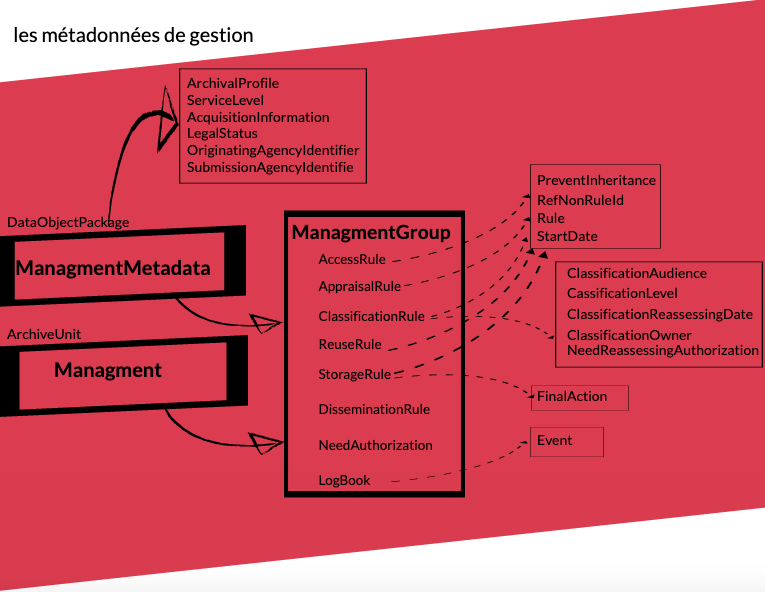 les métadonnées de gestion
ArchivalProfile
ServiceLevel
AcquisitionInformation
LegalStatus
OriginatingAgencyIdentifier
SubmissionAgencyIdentifie
DataObjectPackage
ManagmentMetadata
ArchiveUnit
Managment
ManagmentGroup
AccessRule
AppraisalRule
ClassificationRule
ReuseRule
StorageRule
DisseminationRule
NeedAuthorization
LogBook
PreventInheritance
RefNonRuleId
Rule
StartDate
ClassificationAudience
CassificationLevel
ClassificationReassessingDate
ClassificationOwner
NeedReassessingAuthorization
FinalAction
Event